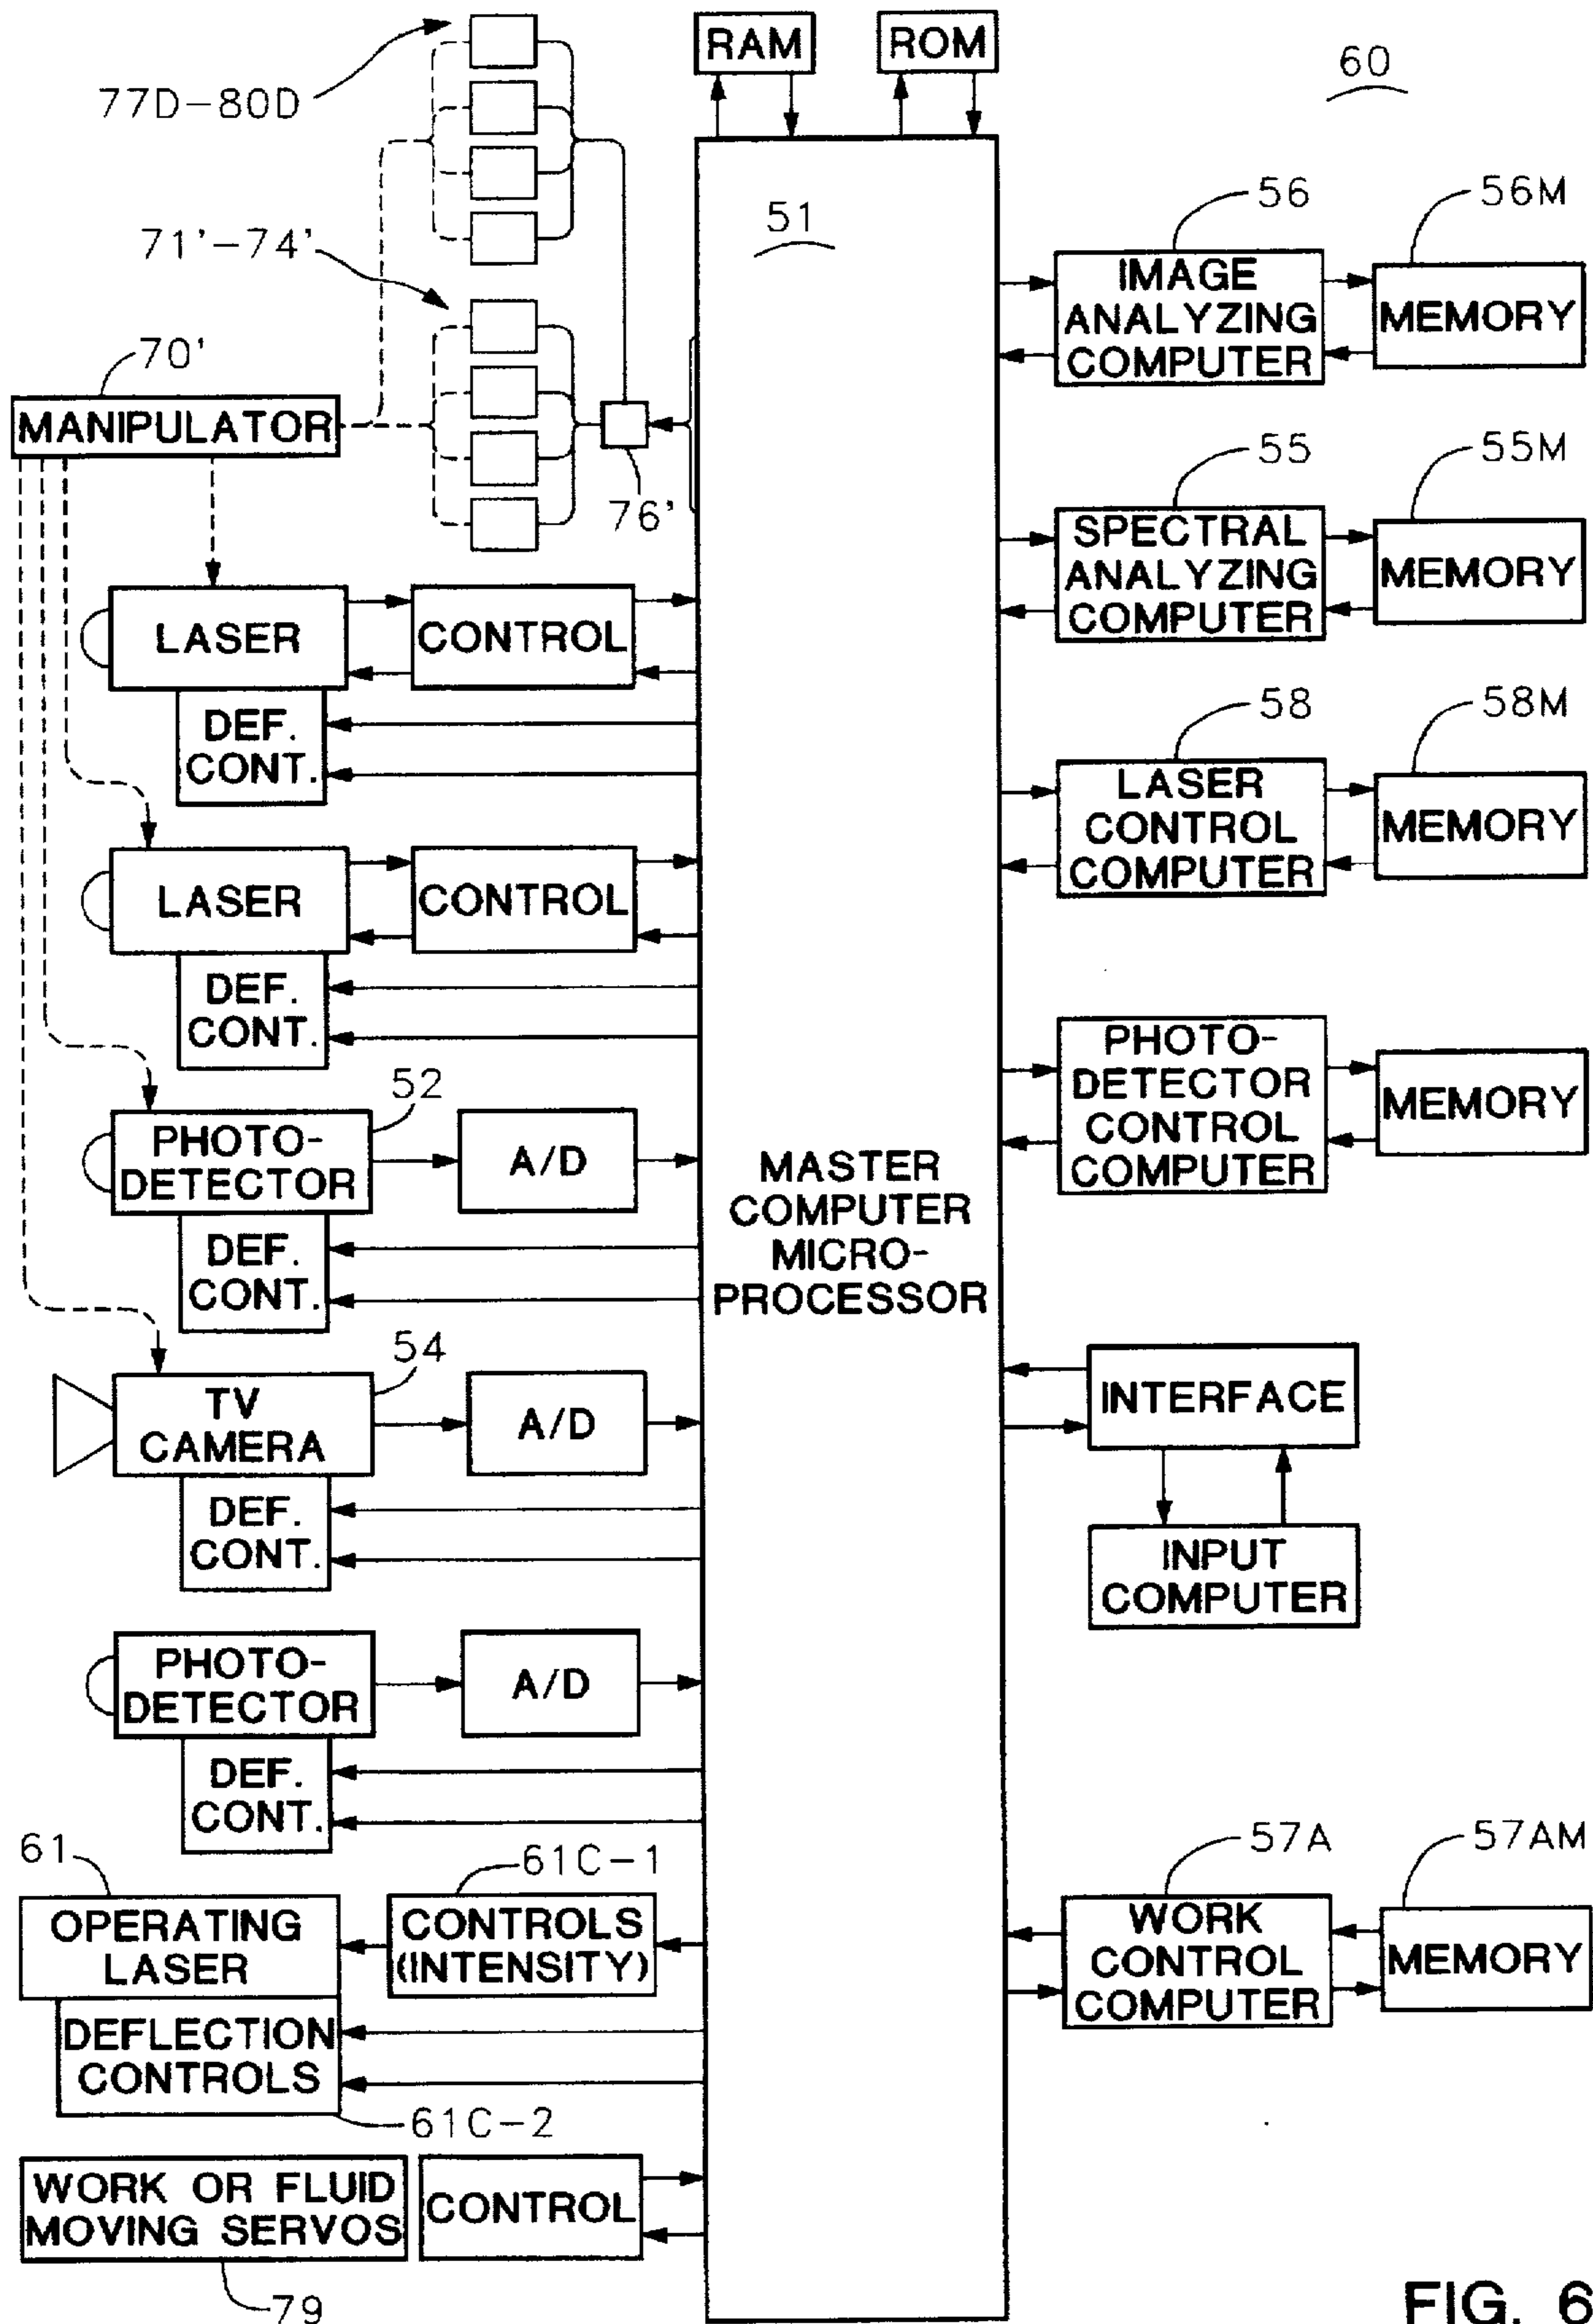 RAM
ROM
60
77D-80D
71'-74'
70'
MANIPULATOR
76'
51
MASTER
COMPUTER
MICRO-
PROCESSOR
LASER
CONTROL
DEF.
CONT.
LASER
CONTROL
DEF.
CONT.
52
PHOTO-
DETECTOR
A/D
DEF.
CONT.
54
TV
CAMERA
A/D
DEF.
CONT.
PHOTO-
DETECTOR
A/D
DEF.
CONT.
61
OPERATING
LASER
61C-1
CONTROLS
(INTENSITY)
DEFLECTION
CONTROLS
61C-2
WORK OR FLUID
MOVING SERVOS
79
CONTROL
56
IMAGE
ANALYZING
COMPUTER
56M
MEMORY
55
SPECTRAL
ANALYZING
COMPUTER
55M
MEMORY
58
LASER
CONTROL
COMPUTER
58M
MEMORY
PHOTO-
DETECTOR
CONTROL
COMPUTER
MEMORY
INTERFACE
INPUT
COMPUTER
57A
WORK
CONTROL
COMPUTER
57AM
MEMORY
FIG. 6